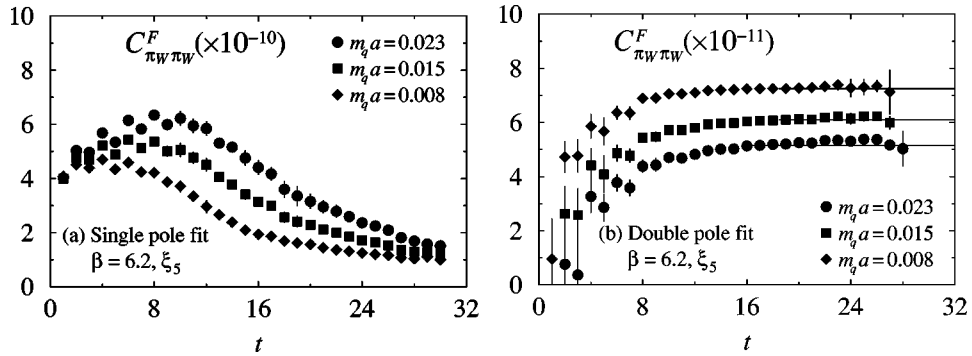 C^F_{π_W π_W}(×10⁻¹⁰)
m_q a = 0.023
m_q a = 0.015
m_q a = 0.008
(a) Single pole fit
β = 6.2, ξ₅
10
8
6
4
2
0
0 8 16 24 32
t
C^F_{π_W π_W}(×10⁻¹¹)
m_q a = 0.023
m_q a = 0.015
m_q a = 0.008
(b) Double pole fit
β = 6.2, ξ₅
10
8
6
4
2
0
0 8 16 24 32
t